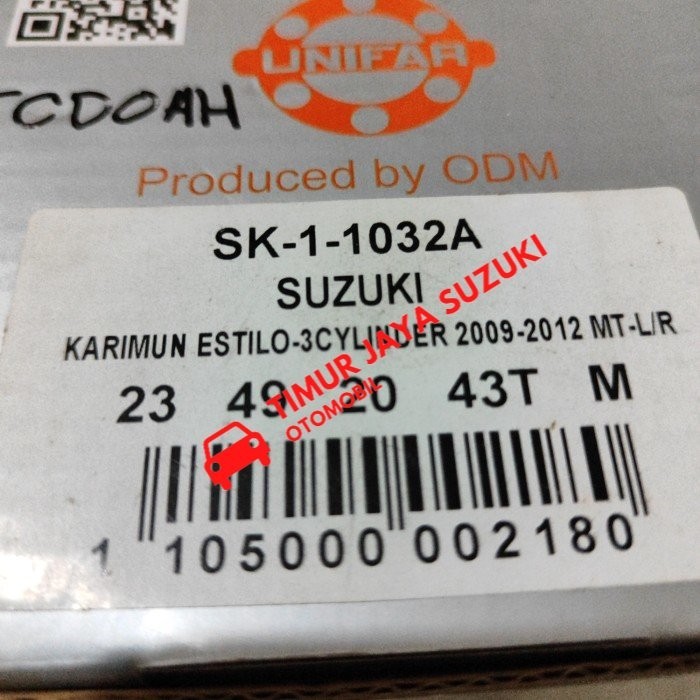 UNIFAR
TCDOAH
Produced by ODM
SK-1-1032A
SUZUKI
KARIMUN ESTILO-3CYLINDER 2009-2012 MT-L/R
23 49 20 43T M
TIMUR JAYA SUZUKI
OTOMOBIL
1 105000 002180